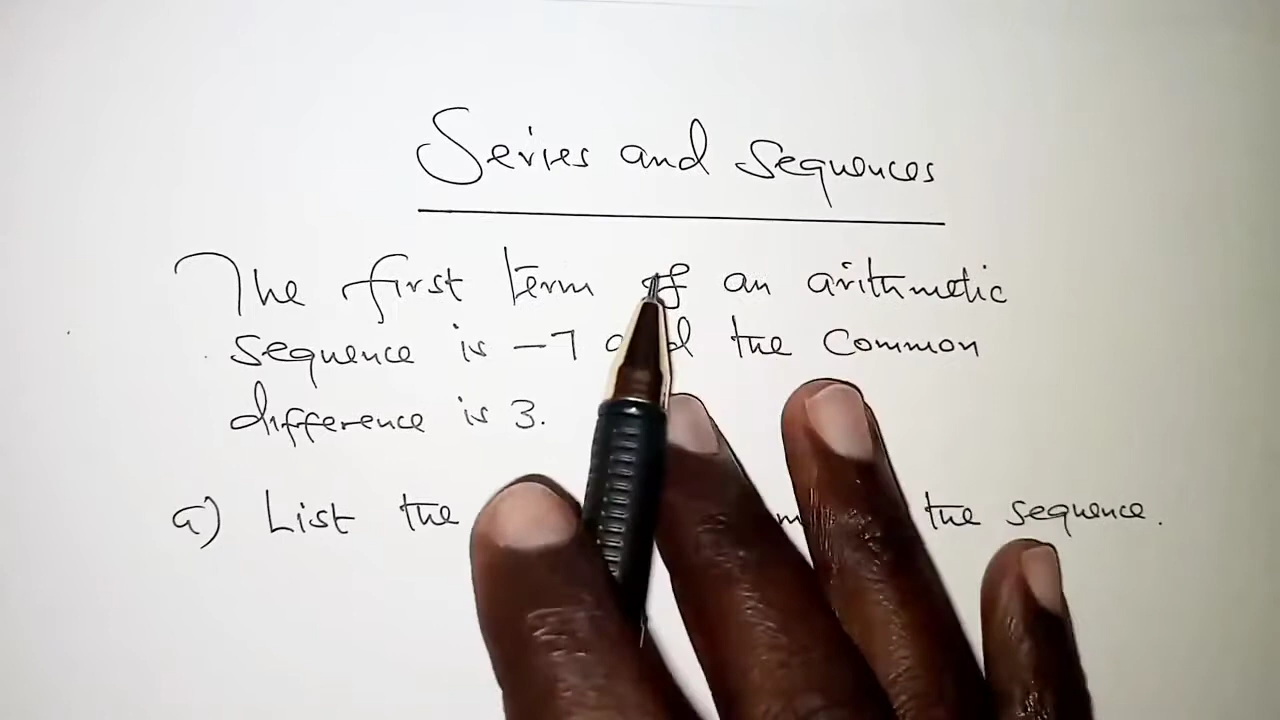 Series and Sequences
The first term of an arithmetic
sequence is -7 and the common
difference is 3.
a) List the the sequence.